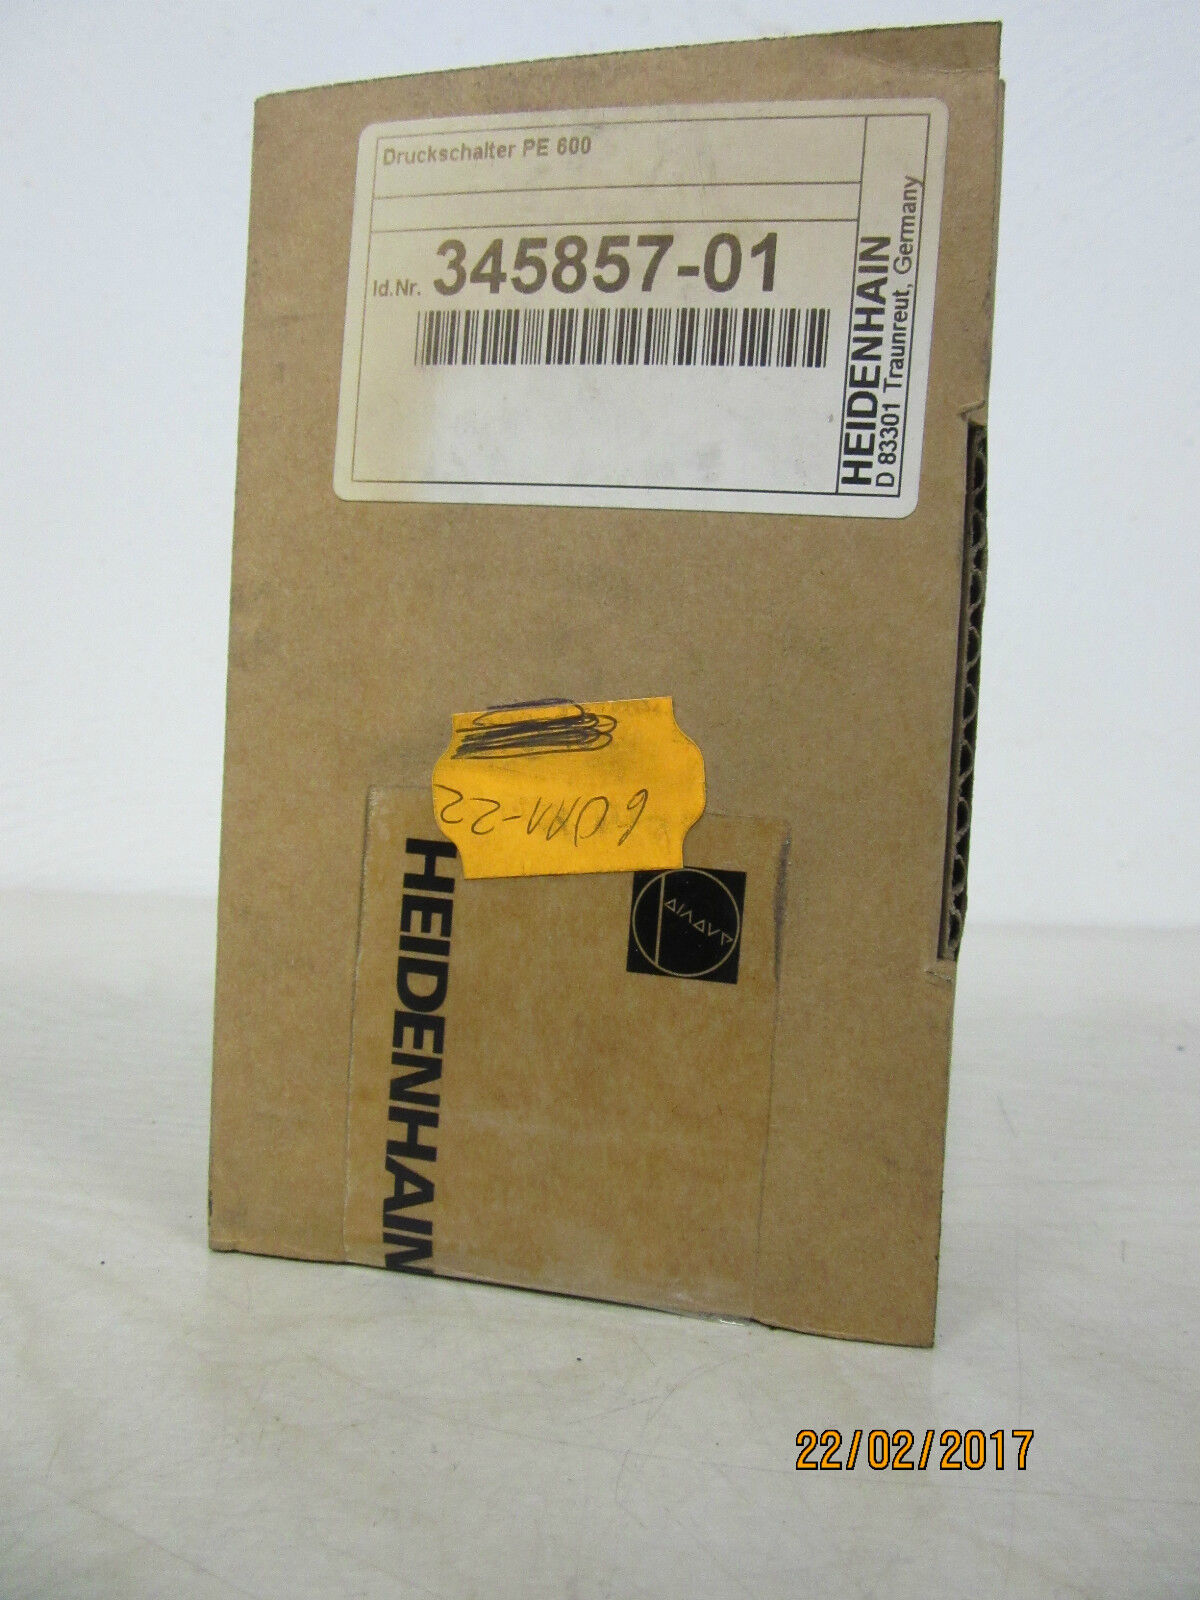 Druckschalter PE 600
Id.Nr. 345857-01
HEIDENHAIN
D 83301 Traunreut, Germany
HEIDENHAIN
22/02/2017